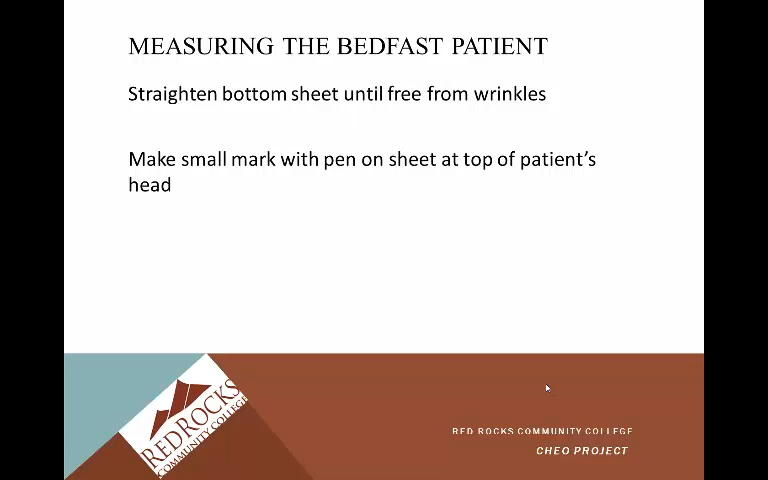 MEASURING THE BEDFAST PATIENT
Straighten bottom sheet until free from wrinkles
Make small mark with pen on sheet at top of patient's
head
RED ROCKS
COMMUNITY COLLEGE
RED ROCKS COMMUNITY COLLEGE
CHEO PROJECT